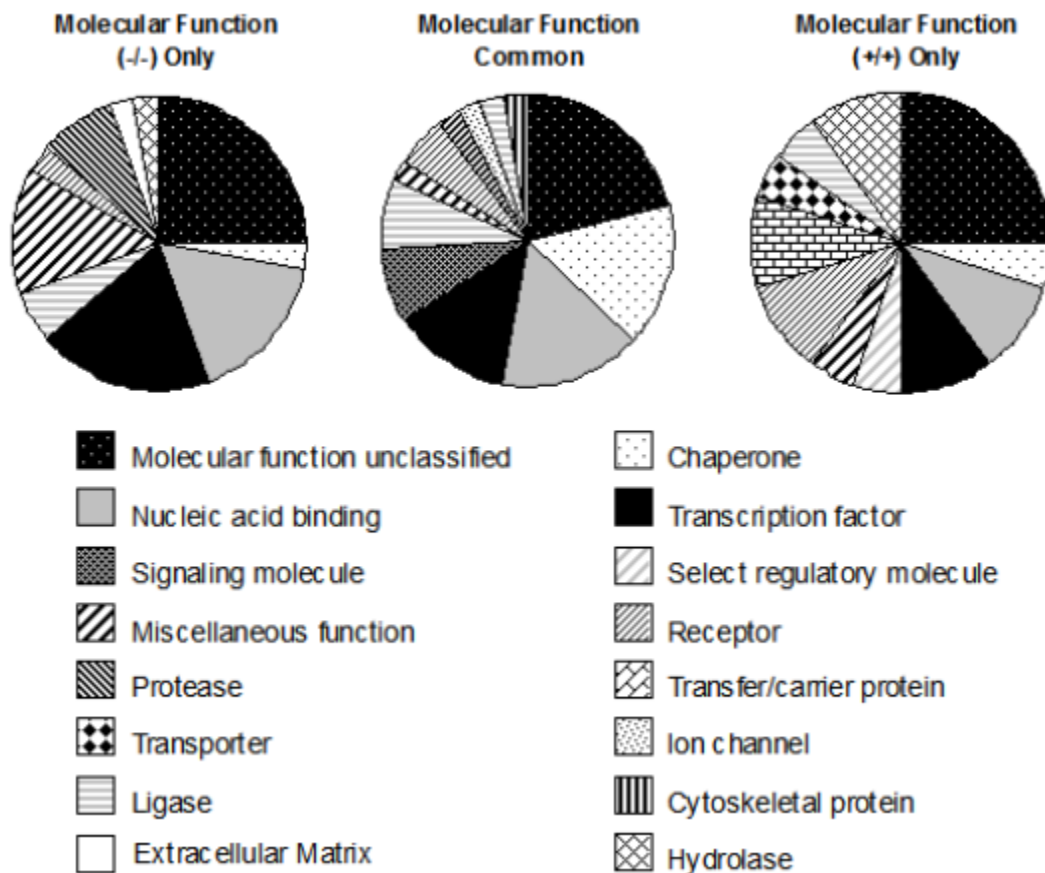 Molecular Function
(-/-) Only
Molecular Function
Common
Molecular Function
(+/+) Only
Molecular function unclassified
Chaperone
Nucleic acid binding
Transcription factor
Signaling molecule
Select regulatory molecule
Miscellaneous function
Receptor
Protease
Transfer/carrier protein
Transporter
Ion channel
Ligase
Cytoskeletal protein
Extracellular Matrix
Hydrolase